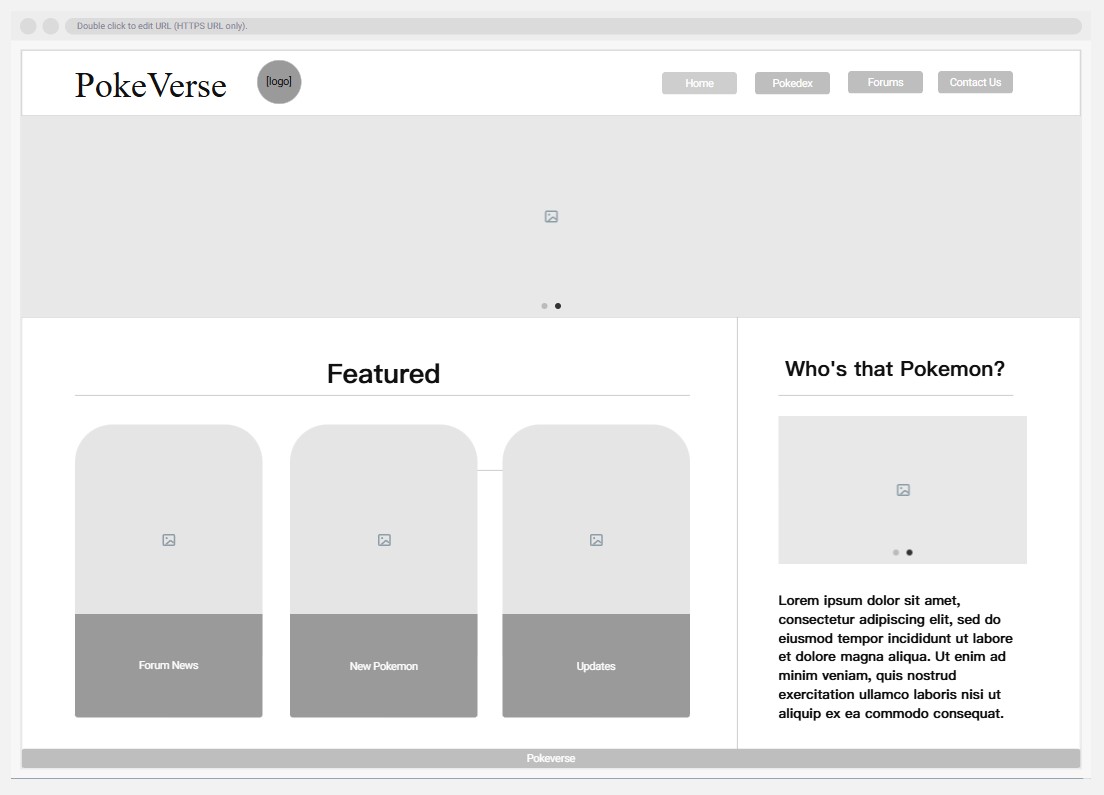 Double click to edit URL (HTTPS URL only).
PokeVerse
[logo]
Home
Pokedex
Forums
Contact Us
Featured
Forum News
New Pokemon
Updates
Who's that Pokemon?
Lorem ipsum dolor sit amet,
consectetur adipiscing elit, sed do
eiusmod tempor incididunt ut labore
et dolore magna aliqua. Ut enim ad
minim veniam, quis nostrud
exercitation ullamco laboris nisi ut
aliquip ex ea commodo consequat.
Pokeverse